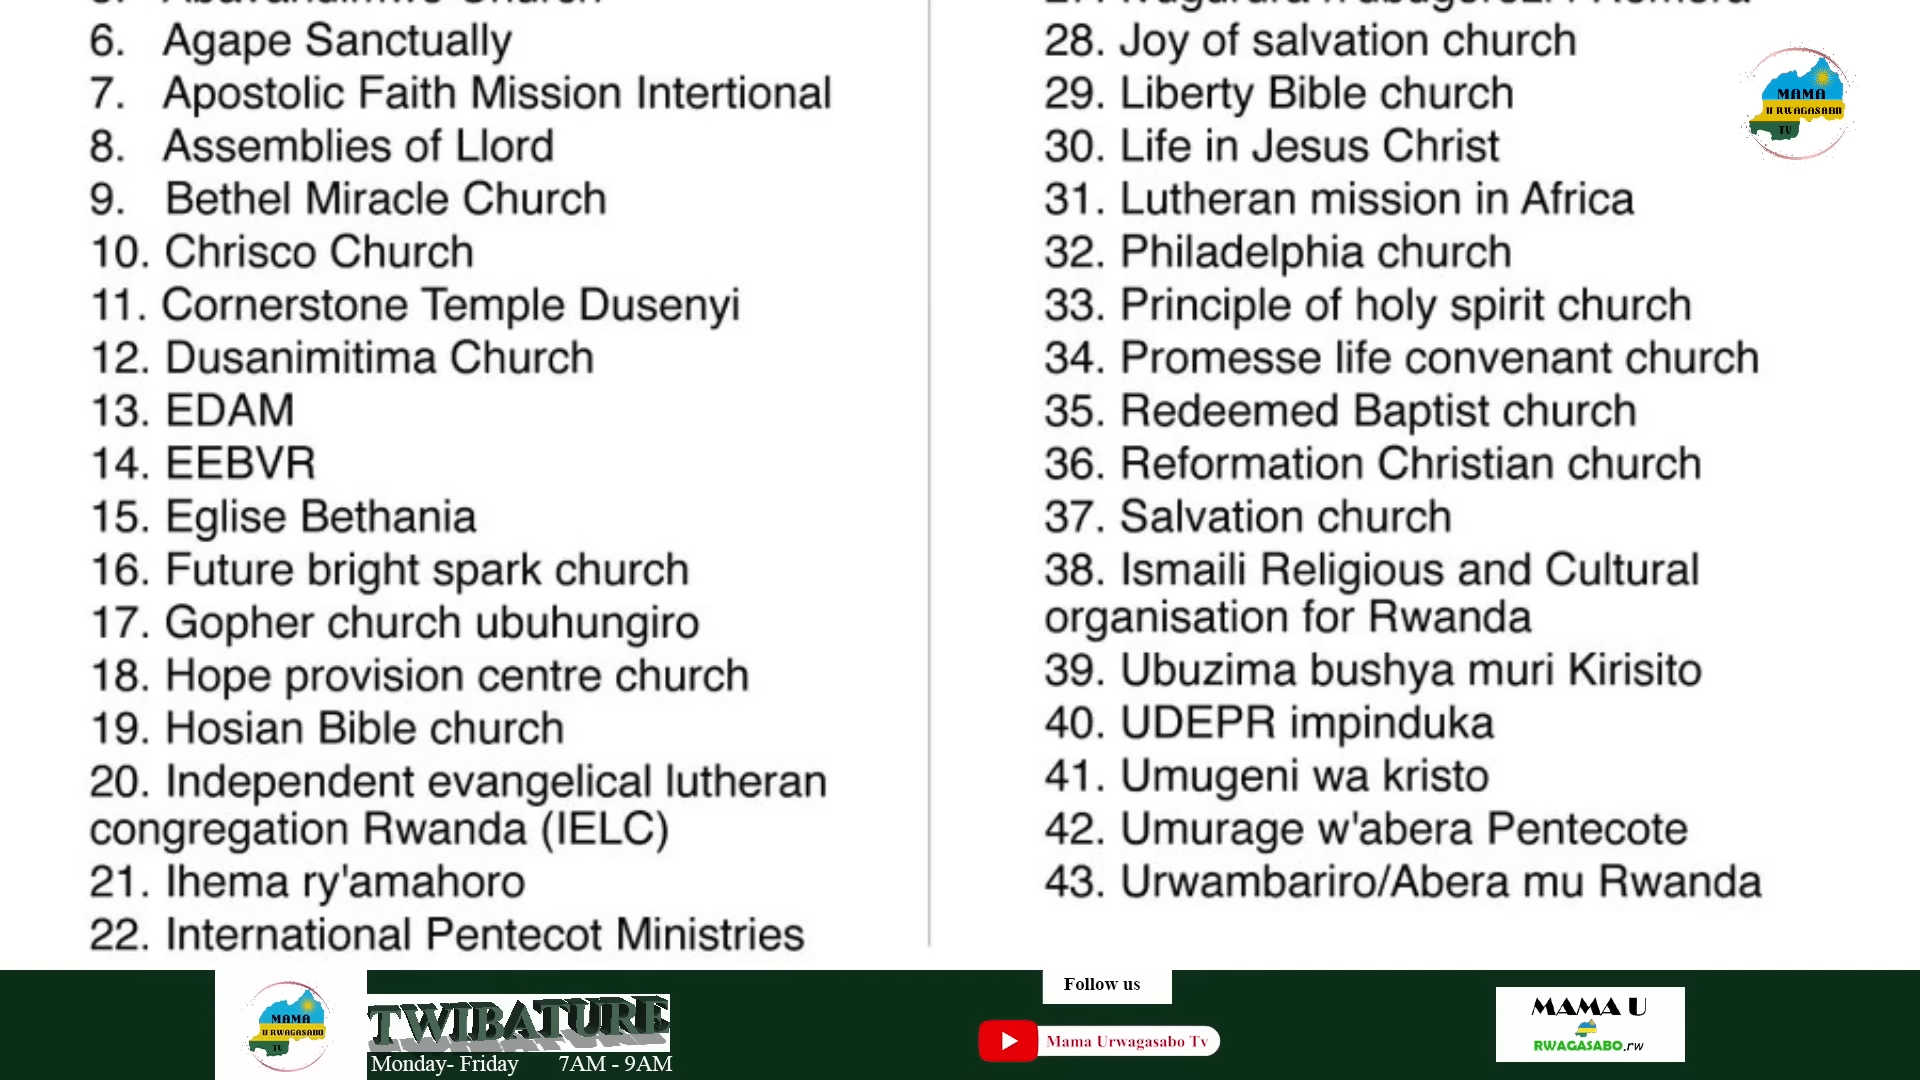 6. Agape Sanctually
7. Apostolic Faith Mission Intertional
8. Assemblies of Llord
9. Bethel Miracle Church
10. Chrisco Church
11. Cornerstone Temple Dusenyi
12. Dusanimitima Church
13. EDAM
14. EEBVR
15. Eglise Bethania
16. Future bright spark church
17. Gopher church ubuhungiro
18. Hope provision centre church
19. Hosian Bible church
20. Independent evangelical lutheran
congregation Rwanda (IELC)
21. Ihema ry'amahoro
22. International Pentecot Ministries
28. Joy of salvation church
29. Liberty Bible church
30. Life in Jesus Christ
31. Lutheran mission in Africa
32. Philadelphia church
33. Principle of holy spirit church
34. Promesse life convenant church
35. Redeemed Baptist church
36. Reformation Christian church
37. Salvation church
38. Ismaili Religious and Cultural
organisation for Rwanda
39. Ubuzima bushya muri Kirisito
40. UDEPR impinduka
41. Umugeni wa kristo
42. Umurage w'abera Pentecote
43. Urwambariro/Abera mu Rwanda
MAMA
U RWAGASABO
TV
MAMA
U RWAGASABO
TV
TWIBATURE
Monday- Friday 7AM - 9AM
Follow us
Mama Urwagasabo Tv
MAMA U
RWAGASABO.rw